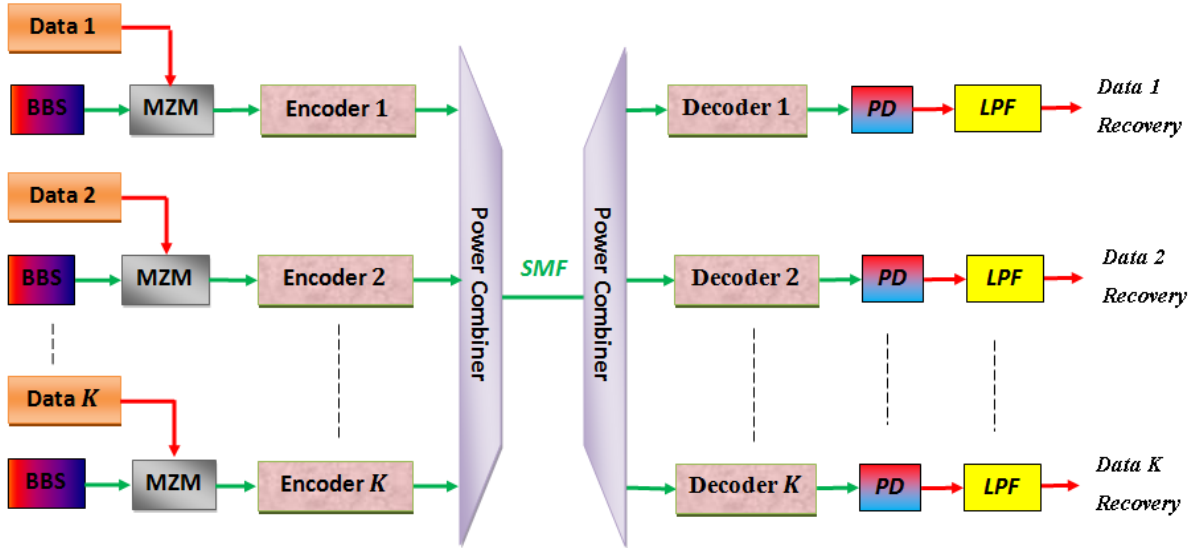 Data 1
BBS
MZM
Encoder 1
Decoder 1
PD
LPF
Data 1
Recovery
Data 2
BBS
MZM
Encoder 2
Power Combiner
SMF
Power Combiner
Decoder 2
PD
LPF
Data 2
Recovery
Data K
BBS
MZM
Encoder K
Decoder K
PD
LPF
Data K
Recovery